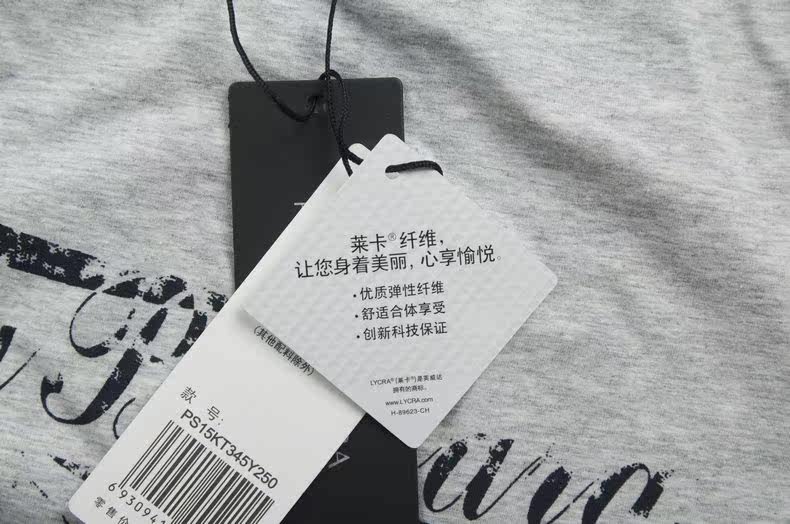 莱卡®纤维，
让您身着美丽，心享愉悦。
·优质弹性纤维
·舒适合体享受
·创新科技保证
LYCRA®（莱卡®）是英威达
拥有的商标。
www.LYCRA.com
H-89623-CH
（其他配料除外）
款 号：
PS15KT345Y250
693094
零售价